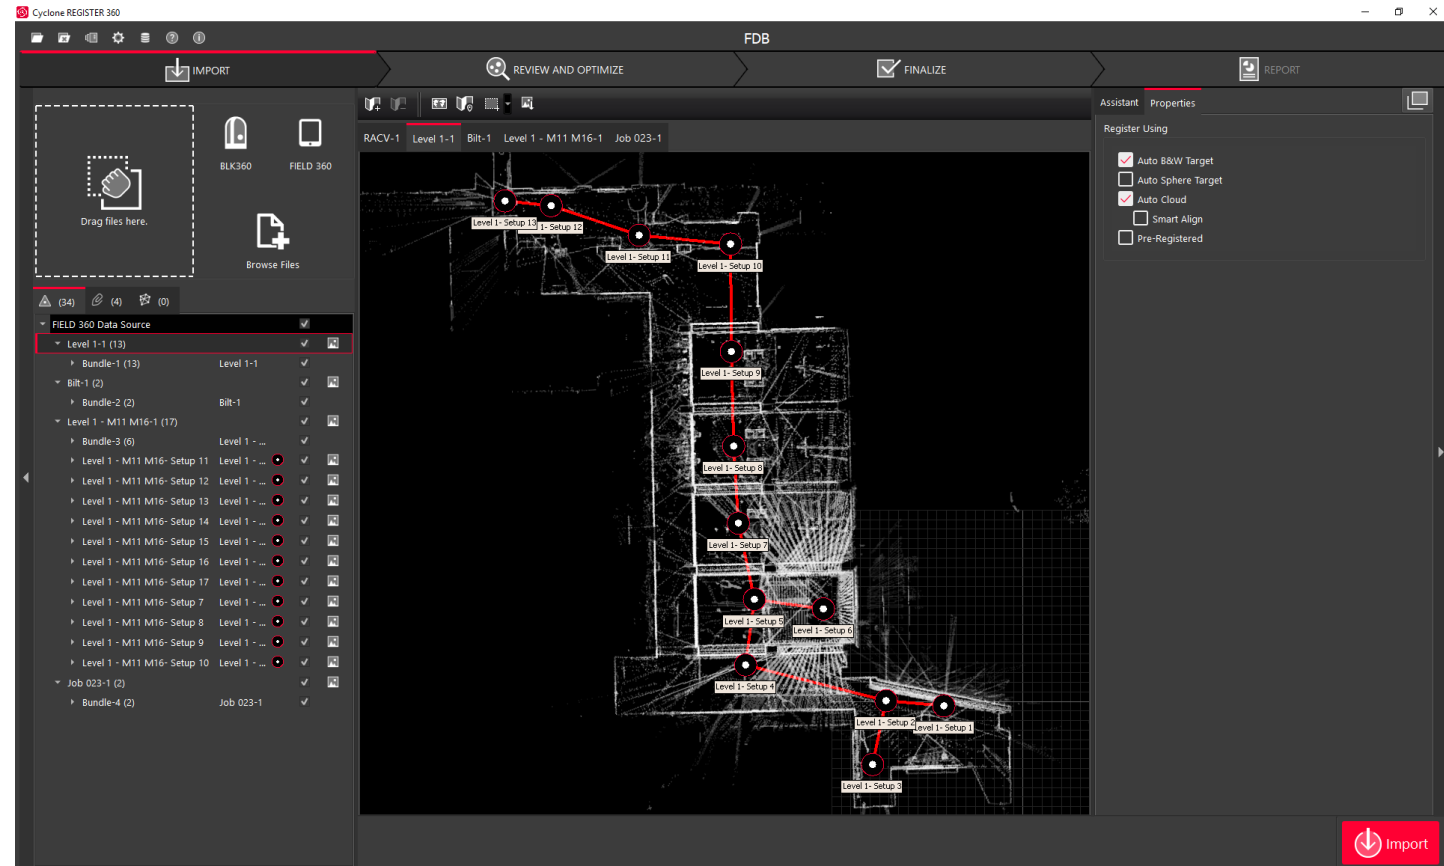 Cyclone REGISTER 360
FDB
IMPORT
REVIEW AND OPTIMIZE
FINALIZE
REPORT
Drag files here.
BLK360
FIELD 360
Browse Files
(34) (4) (0)
FIELD 360 Data Source
Level 1-1 (13)
Bundle-1 (13) Level 1-1
Bilt-1 (2)
Bundle-2 (2) Bilt-1
Level 1 - M11 M16-1 (17)
Bundle-3 (6) Level 1 - ...
Level 1 - M11 M16- Setup 11 Level 1 - ...
Level 1 - M11 M16- Setup 12 Level 1 - ...
Level 1 - M11 M16- Setup 13 Level 1 - ...
Level 1 - M11 M16- Setup 14 Level 1 - ...
Level 1 - M11 M16- Setup 15 Level 1 - ...
Level 1 - M11 M16- Setup 16 Level 1 - ...
Level 1 - M11 M16- Setup 17 Level 1 - ...
Level 1 - M11 M16- Setup 7 Level 1 - ...
Level 1 - M11 M16- Setup 8 Level 1 - ...
Level 1 - M11 M16- Setup 9 Level 1 - ...
Level 1 - M11 M16- Setup 10 Level 1 - ...
Job 023-1 (2)
Bundle-4 (2) Job 023-1
RACV-1 Level 1-1 Bilt-1 Level 1 - M11 M16-1 Job 023-1
Level 1- Setup 13
1- Setup 12
Level 1- Setup 11
Level 1- Setup 10
Level 1- Setup 9
Level 1- Setup 8
Level 1- Setup 7
Level 1- Setup 5
Level 1- Setup 6
Level 1- Setup 4
Level 1- Setup 2
Level 1- Setup 1
Level 1- Setup 3
Assistant Properties
Register Using
Auto B&W Target
Auto Sphere Target
Auto Cloud
Smart Align
Pre-Registered
Import